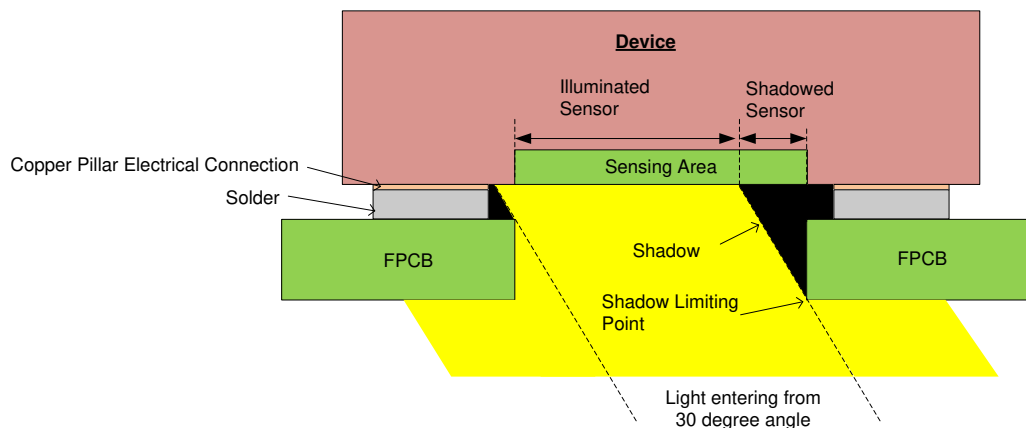 Device
Illuminated
Sensor
Shadowed
Sensor
Copper Pillar Electrical Connection
Sensing Area
Solder
FPCB
Shadow
FPCB
Shadow Limiting
Point
Light entering from
30 degree angle